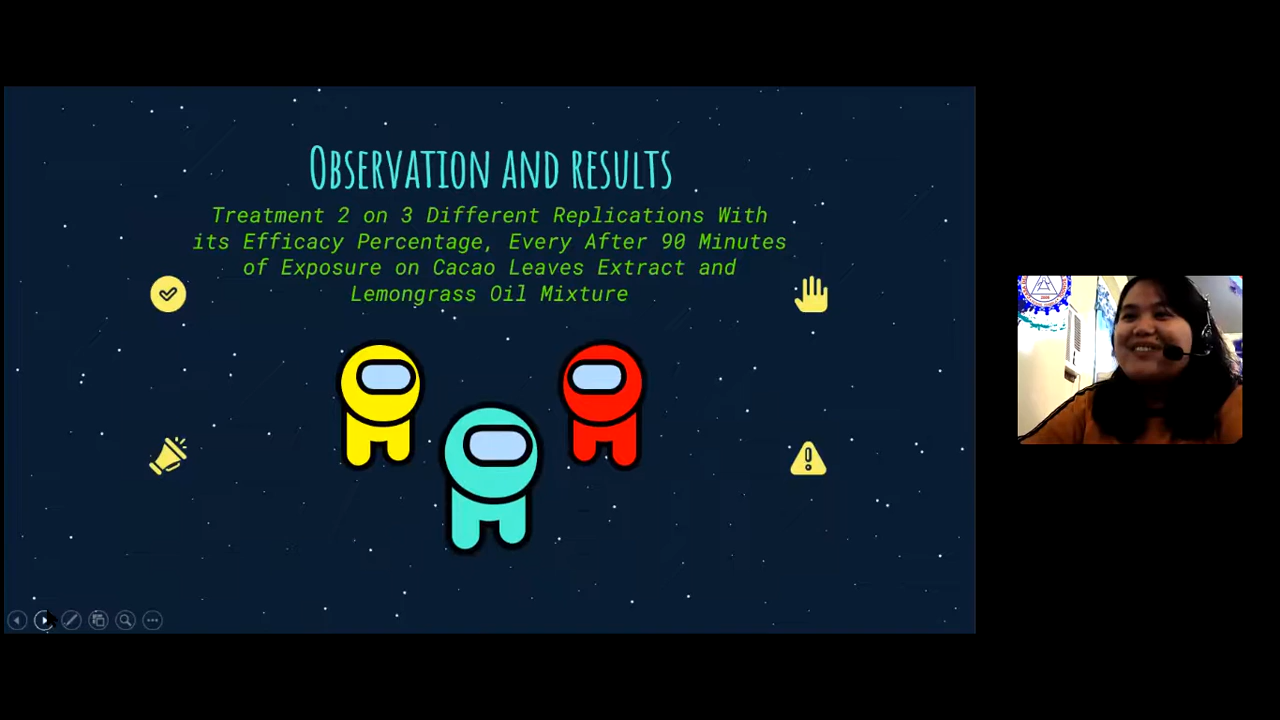 Observation and results
Treatment 2 on 3 Different Replications With
its Efficacy Percentage, Every After 90 Minutes
of Exposure on Cacao Leaves Extract and
Lemongrass Oil Mixture